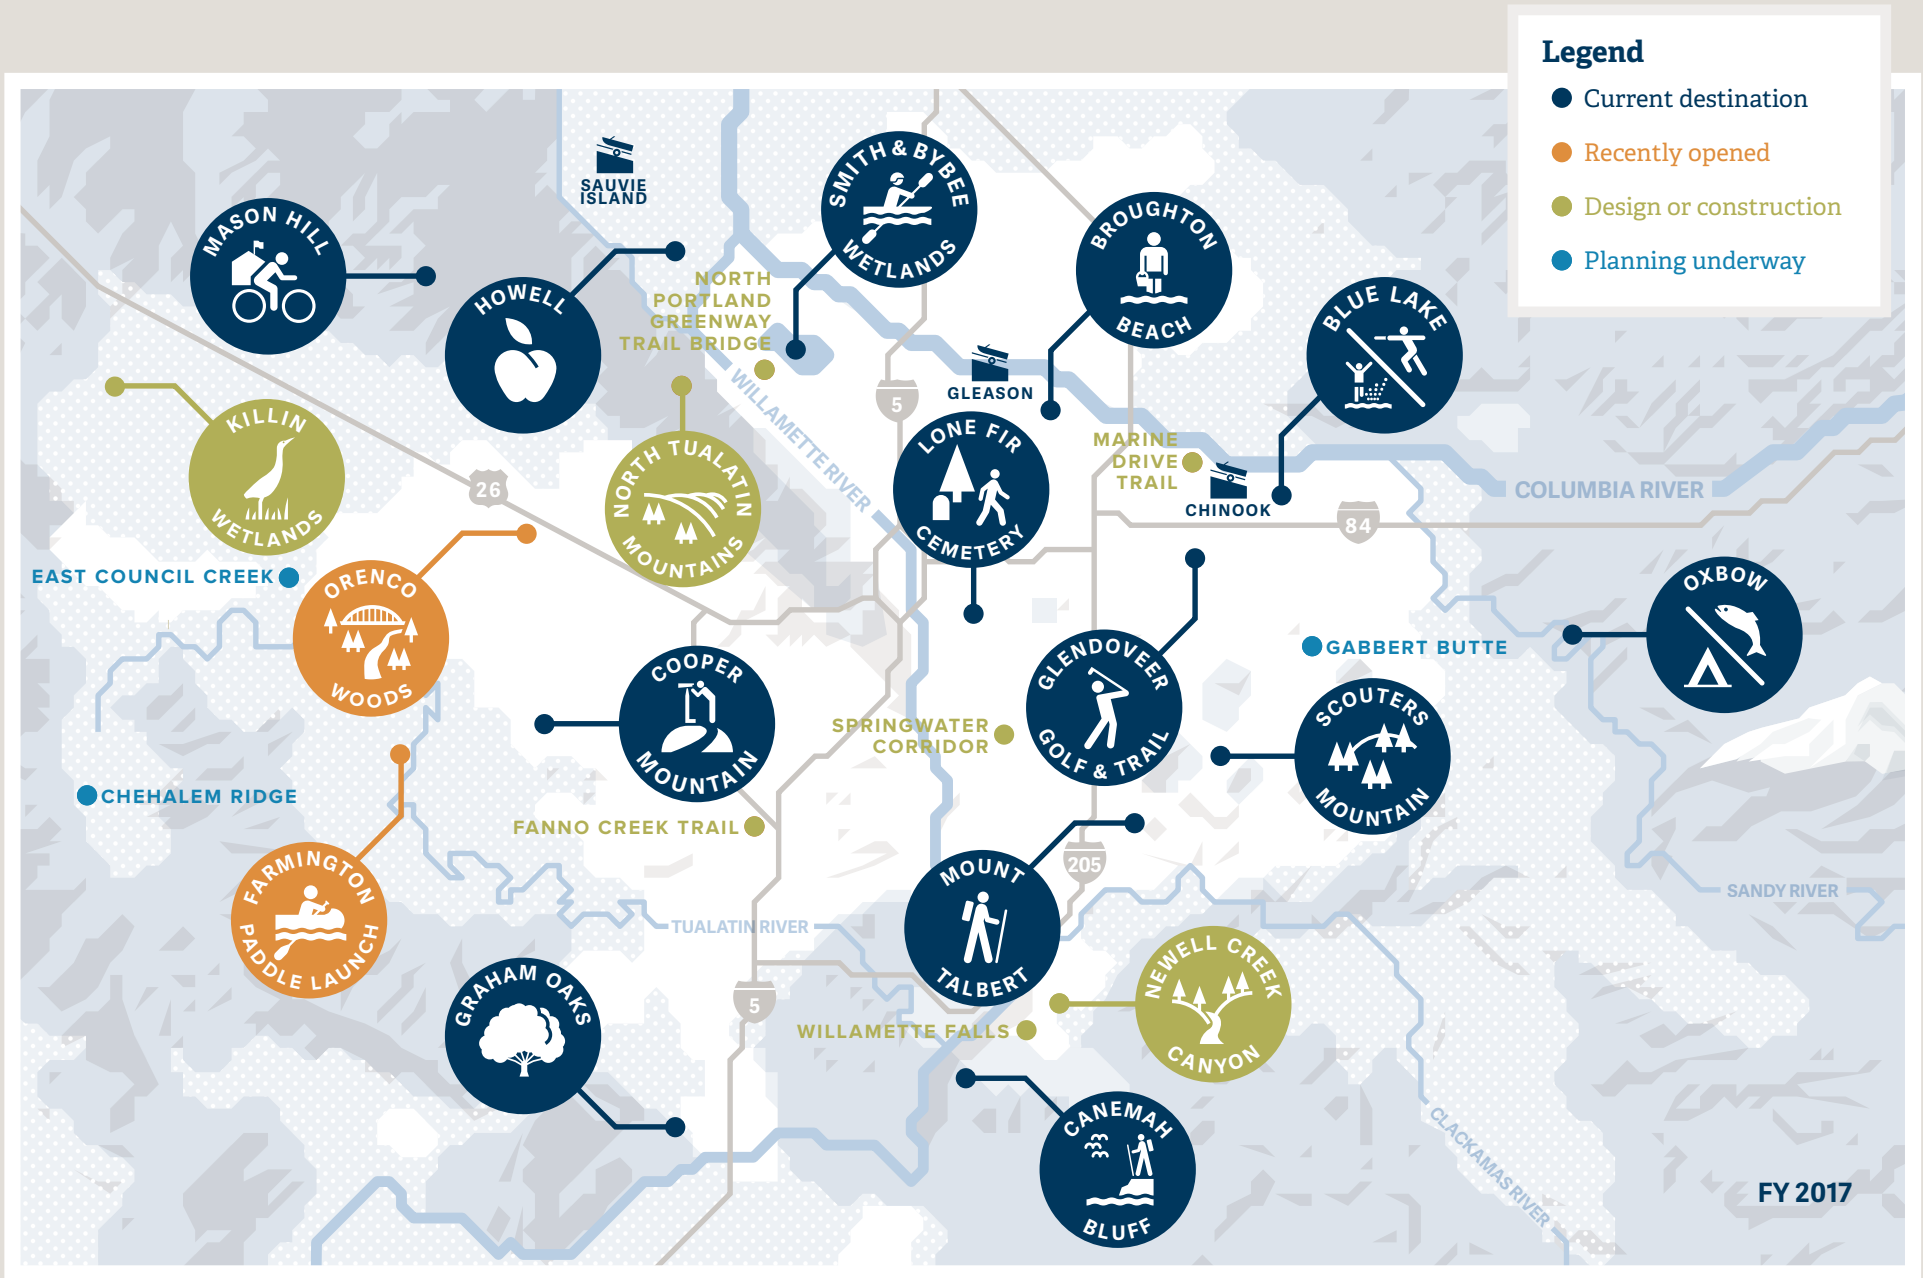 Legend
Current destination
Recently opened
Design or construction
Planning underway
SAUVIE
ISLAND
SMITH & BYBEE
WETLANDS
MASON HILL
HOWELL
BROUGHTON
BEACH
BLUE LAKE
NORTH
PORTLAND
GREENWAY
TRAIL BRIDGE
WILLAMETTE RIVER
5
GLEASON
KILLIN
WETLANDS
26
NORTH TUALATIN
MOUNTAINS
LONE FIR
CEMETERY
MARINE
DRIVE
TRAIL
CHINOOK
COLUMBIA RIVER
84
EAST COUNCIL CREEK
ORENCO
WOODS
COOPER
MOUNTAIN
GLENDOVEER
GOLF & TRAIL
GABBERT BUTTE
OXBOW
SPRINGWATER
CORRIDOR
SCOUTERS
MOUNTAIN
CHEHALEM RIDGE
FANNO CREEK TRAIL
FARMINGTON
PADDLE LAUNCH
MOUNT
TALBERT
205
SANDY RIVER
TUALATIN RIVER
GRAHAM OAKS
5
NEWELL CREEK
CANYON
WILLAMETTE FALLS
CANEMAH
BLUFF
CLACKAMAS RIVER
FY 2017